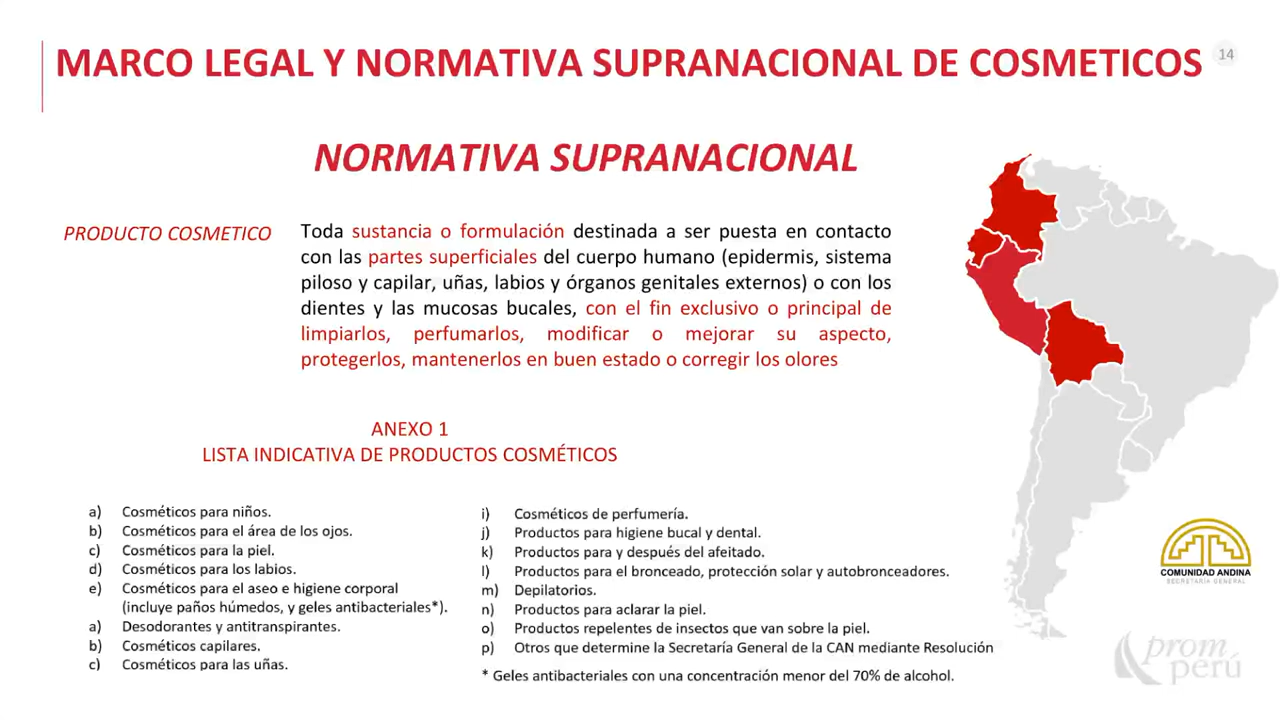 MARCO LEGAL Y NORMATIVA SUPRANACIONAL DE COSMETICOS
14
NORMATIVA SUPRANACIONAL
PRODUCTO COSMETICO
Toda sustancia o formulación destinada a ser puesta en contacto
con las partes superficiales del cuerpo humano (epidermis, sistema
piloso y capilar, uñas, labios y órganos genitales externos) o con los
dientes y las mucosas bucales, con el fin exclusivo o principal de
limpiarlos, perfumarlos, modificar o mejorar su aspecto,
protegerlos, mantenerlos en buen estado o corregir los olores
ANEXO 1
LISTA INDICATIVA DE PRODUCTOS COSMÉTICOS
a) Cosméticos para niños.
b) Cosméticos para el área de los ojos.
c) Cosméticos para la piel.
d) Cosméticos para los labios.
e) Cosméticos para el aseo e higiene corporal
(incluye paños húmedos, y geles antibacteriales*).
a) Desodorantes y antitranspirantes.
b) Cosméticos capilares.
c) Cosméticos para las uñas.
i) Cosméticos de perfumería.
j) Productos para higiene bucal y dental.
k) Productos para y después del afeitado.
l) Productos para el bronceado, protección solar y autobronceadores.
m) Depilatorios.
n) Productos para aclarar la piel.
o) Productos repelentes de insectos que van sobre la piel.
p) Otros que determine la Secretaría General de la CAN mediante Resolución
* Geles antibacteriales con una concentración menor del 70% de alcohol.
COMUNIDAD ANDINA
SECRETARÍA GENERAL
prom
perú